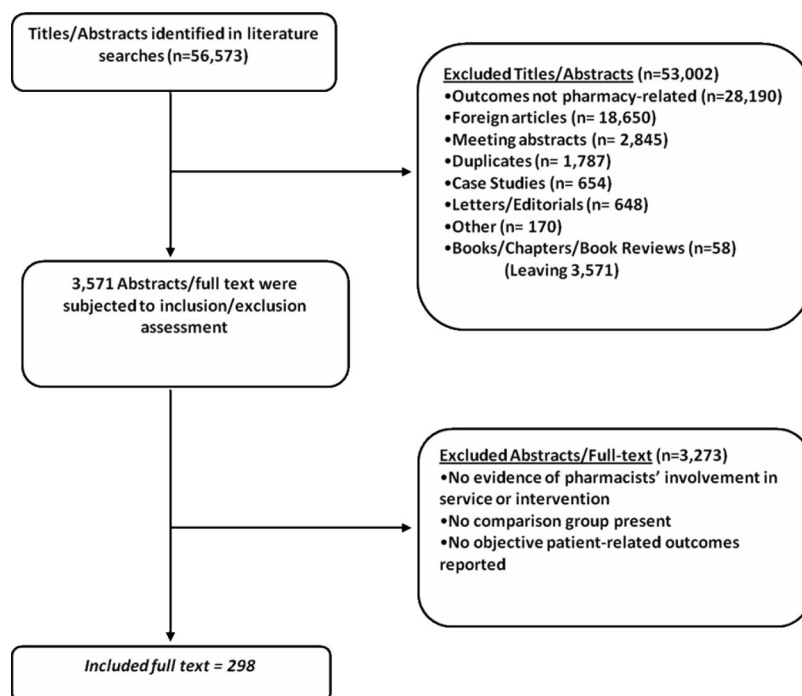 Titles/Abstracts identified in literature
searches (n=56,573)
Excluded Titles/Abstracts (n=53,002)
•Outcomes not pharmacy-related (n=28,190)
•Foreign articles (n= 18,650)
•Meeting abstracts (n= 2,845)
•Duplicates (n= 1,787)
•Case Studies (n= 654)
•Letters/Editorials (n= 648)
•Other (n= 170)
•Books/Chapters/Book Reviews (n=58)
(Leaving 3,571)
3,571 Abstracts/full text were
subjected to inclusion/exclusion
assessment
Excluded Abstracts/Full-text (n=3,273)
•No evidence of pharmacists’ involvement in
service or intervention
•No comparison group present
•No objective patient-related outcomes
reported
Included full text = 298